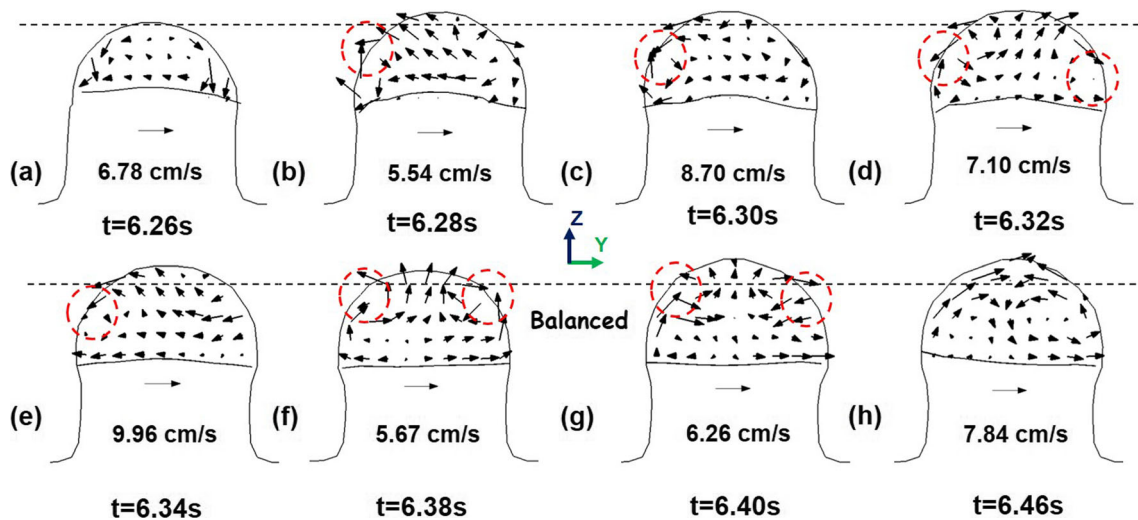 (a)
6.78 cm/s
t=6.26s
(b)
5.54 cm/s
t=6.28s
(c)
8.70 cm/s
t=6.30s
(d)
7.10 cm/s
t=6.32s
Z
Y
Balanced
(e)
9.96 cm/s
t=6.34s
(f)
5.67 cm/s
t=6.38s
(g)
6.26 cm/s
t=6.40s
(h)
7.84 cm/s
t=6.46s